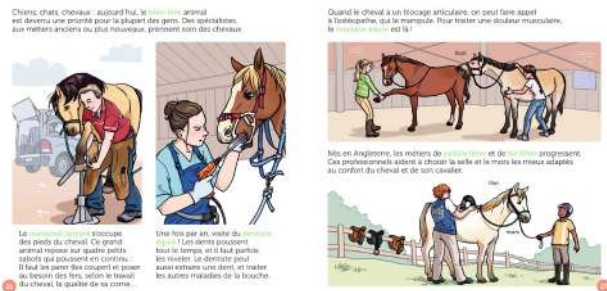 Chiens, chats, chevaux : aujourd'hui, le bien-être animal
est devenu une priorité pour la plupart des gens. Des spécialistes,
aux métiers anciens ou plus nouveaux, prennent soin des chevaux.
Le maréchal-ferrant s'occupe
des pieds du cheval. Ce grand
animal repose sur quatre petits
sabots qui poussent en continu.
Il faut les parer (les couper) et poser
au besoin des fers, selon le travail
du cheval, la qualité de sa corne...
Une fois par an, visite du dentiste
équin ! Les dents poussent
tout le temps, et il faut parfois
les niveler. Le dentiste peut
aussi extraire une dent, et traiter
les autres maladies de la bouche.
Quand le cheval a un blocage articulaire, on peut faire appel
à l'ostéopathe, qui le manipule. Pour traiter une douleur musculaire,
le masseur équin est là !
Nés en Angleterre, les métiers de saddle fitter et de bit fitter progressent.
Ces professionnels aident à choisir la selle et le mors les mieux adaptés
au confort du cheval et de son cavalier.
mors